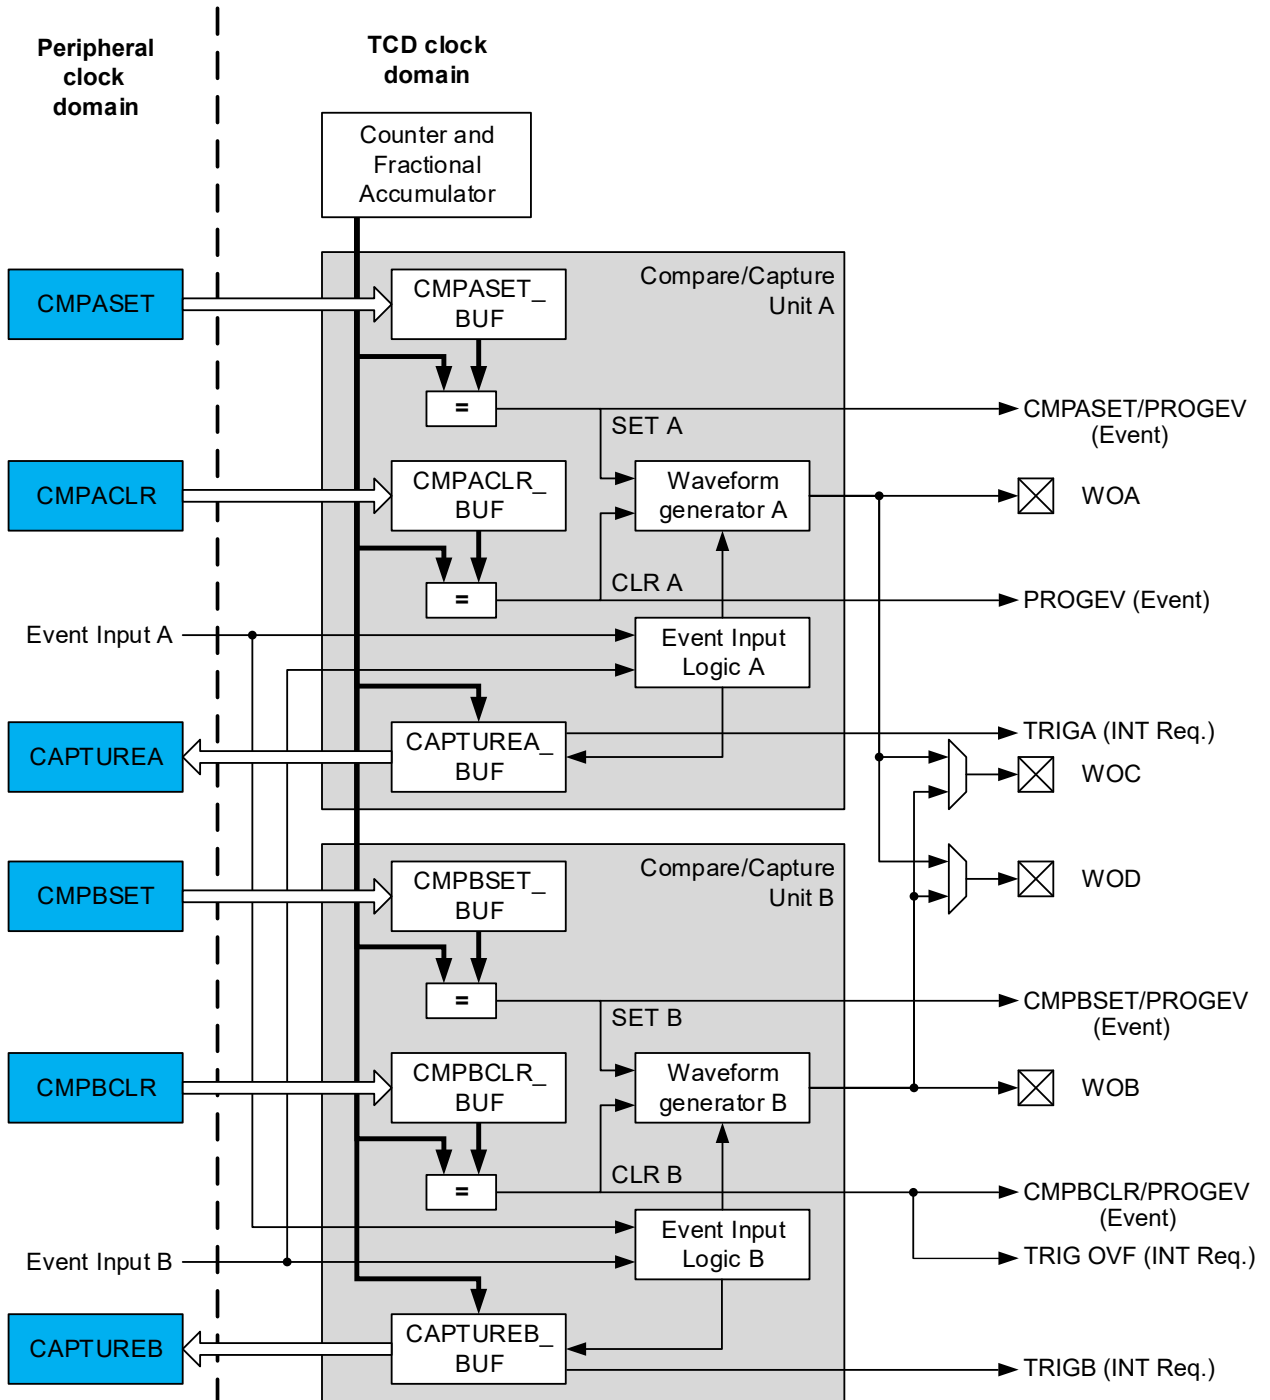 Peripheral
clock
domain
TCD clock
domain
Counter and
Fractional
Accumulator
Compare/Capture
Unit A
CMPASET
CMPASET_
BUF
=
SET A
CMPASET/PROGEV
(Event)
CMPACLR
CMPACLR_
BUF
Waveform
generator A
WOA
=
CLR A
PROGEV (Event)
Event Input A
Event Input
Logic A
CAPTUREA
CAPTUREA_
BUF
TRIGA (INT Req.)
WOC
Compare/Capture
Unit B
CMPBSET
CMPBSET_
BUF
WOD
=
SET B
CMPBSET/PROGEV
(Event)
CMPBCLR
CMPBCLR_
BUF
Waveform
generator B
WOB
=
CLR B
CMPBCLR/PROGEV
(Event)
Event Input B
Event Input
Logic B
TRIG OVF (INT Req.)
CAPTUREB
CAPTUREB_
BUF
TRIGB (INT Req.)